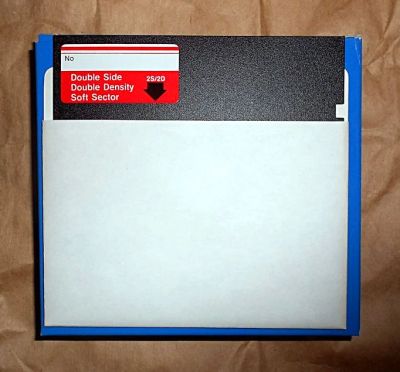 No
Double Side 2S/2D
Double Density
Soft Sector